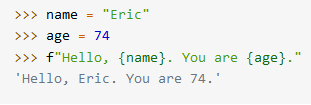 >>> name = "Eric"
>>> age = 74
>>> f"Hello, {name}. You are {age}."
'Hello, Eric. You are 74.'